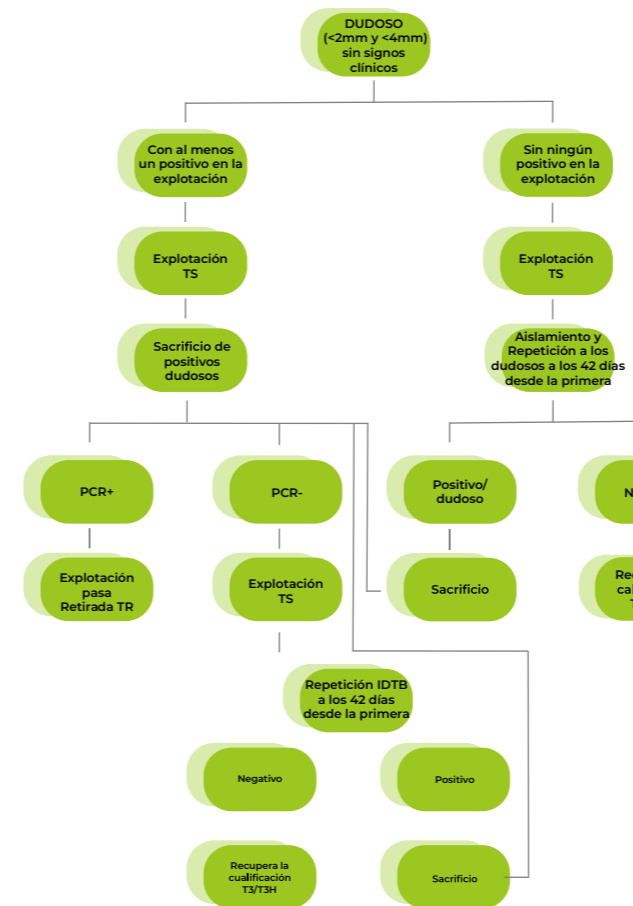 DUDOSO
(<2mm y <4mm)
sin signos
clínicos
Con al menos
un positivo en la
explotación
Sin ningún
positivo en la
explotación
Explotación
TS
Explotación
TS
Sacrificio de
positivos
dudosos
Aislamiento y
Repetición a los
dudosos a los 42 días
desde la primera
PCR+
PCR-
Positivo/
dudoso
Explotación
pasa
Retirada TR
Explotación
TS
Sacrificio
Repetición IDTB
a los 42 días
desde la primera
Negativo
Positivo
Recupera la
cualificación
T3/T3H
Sacrificio